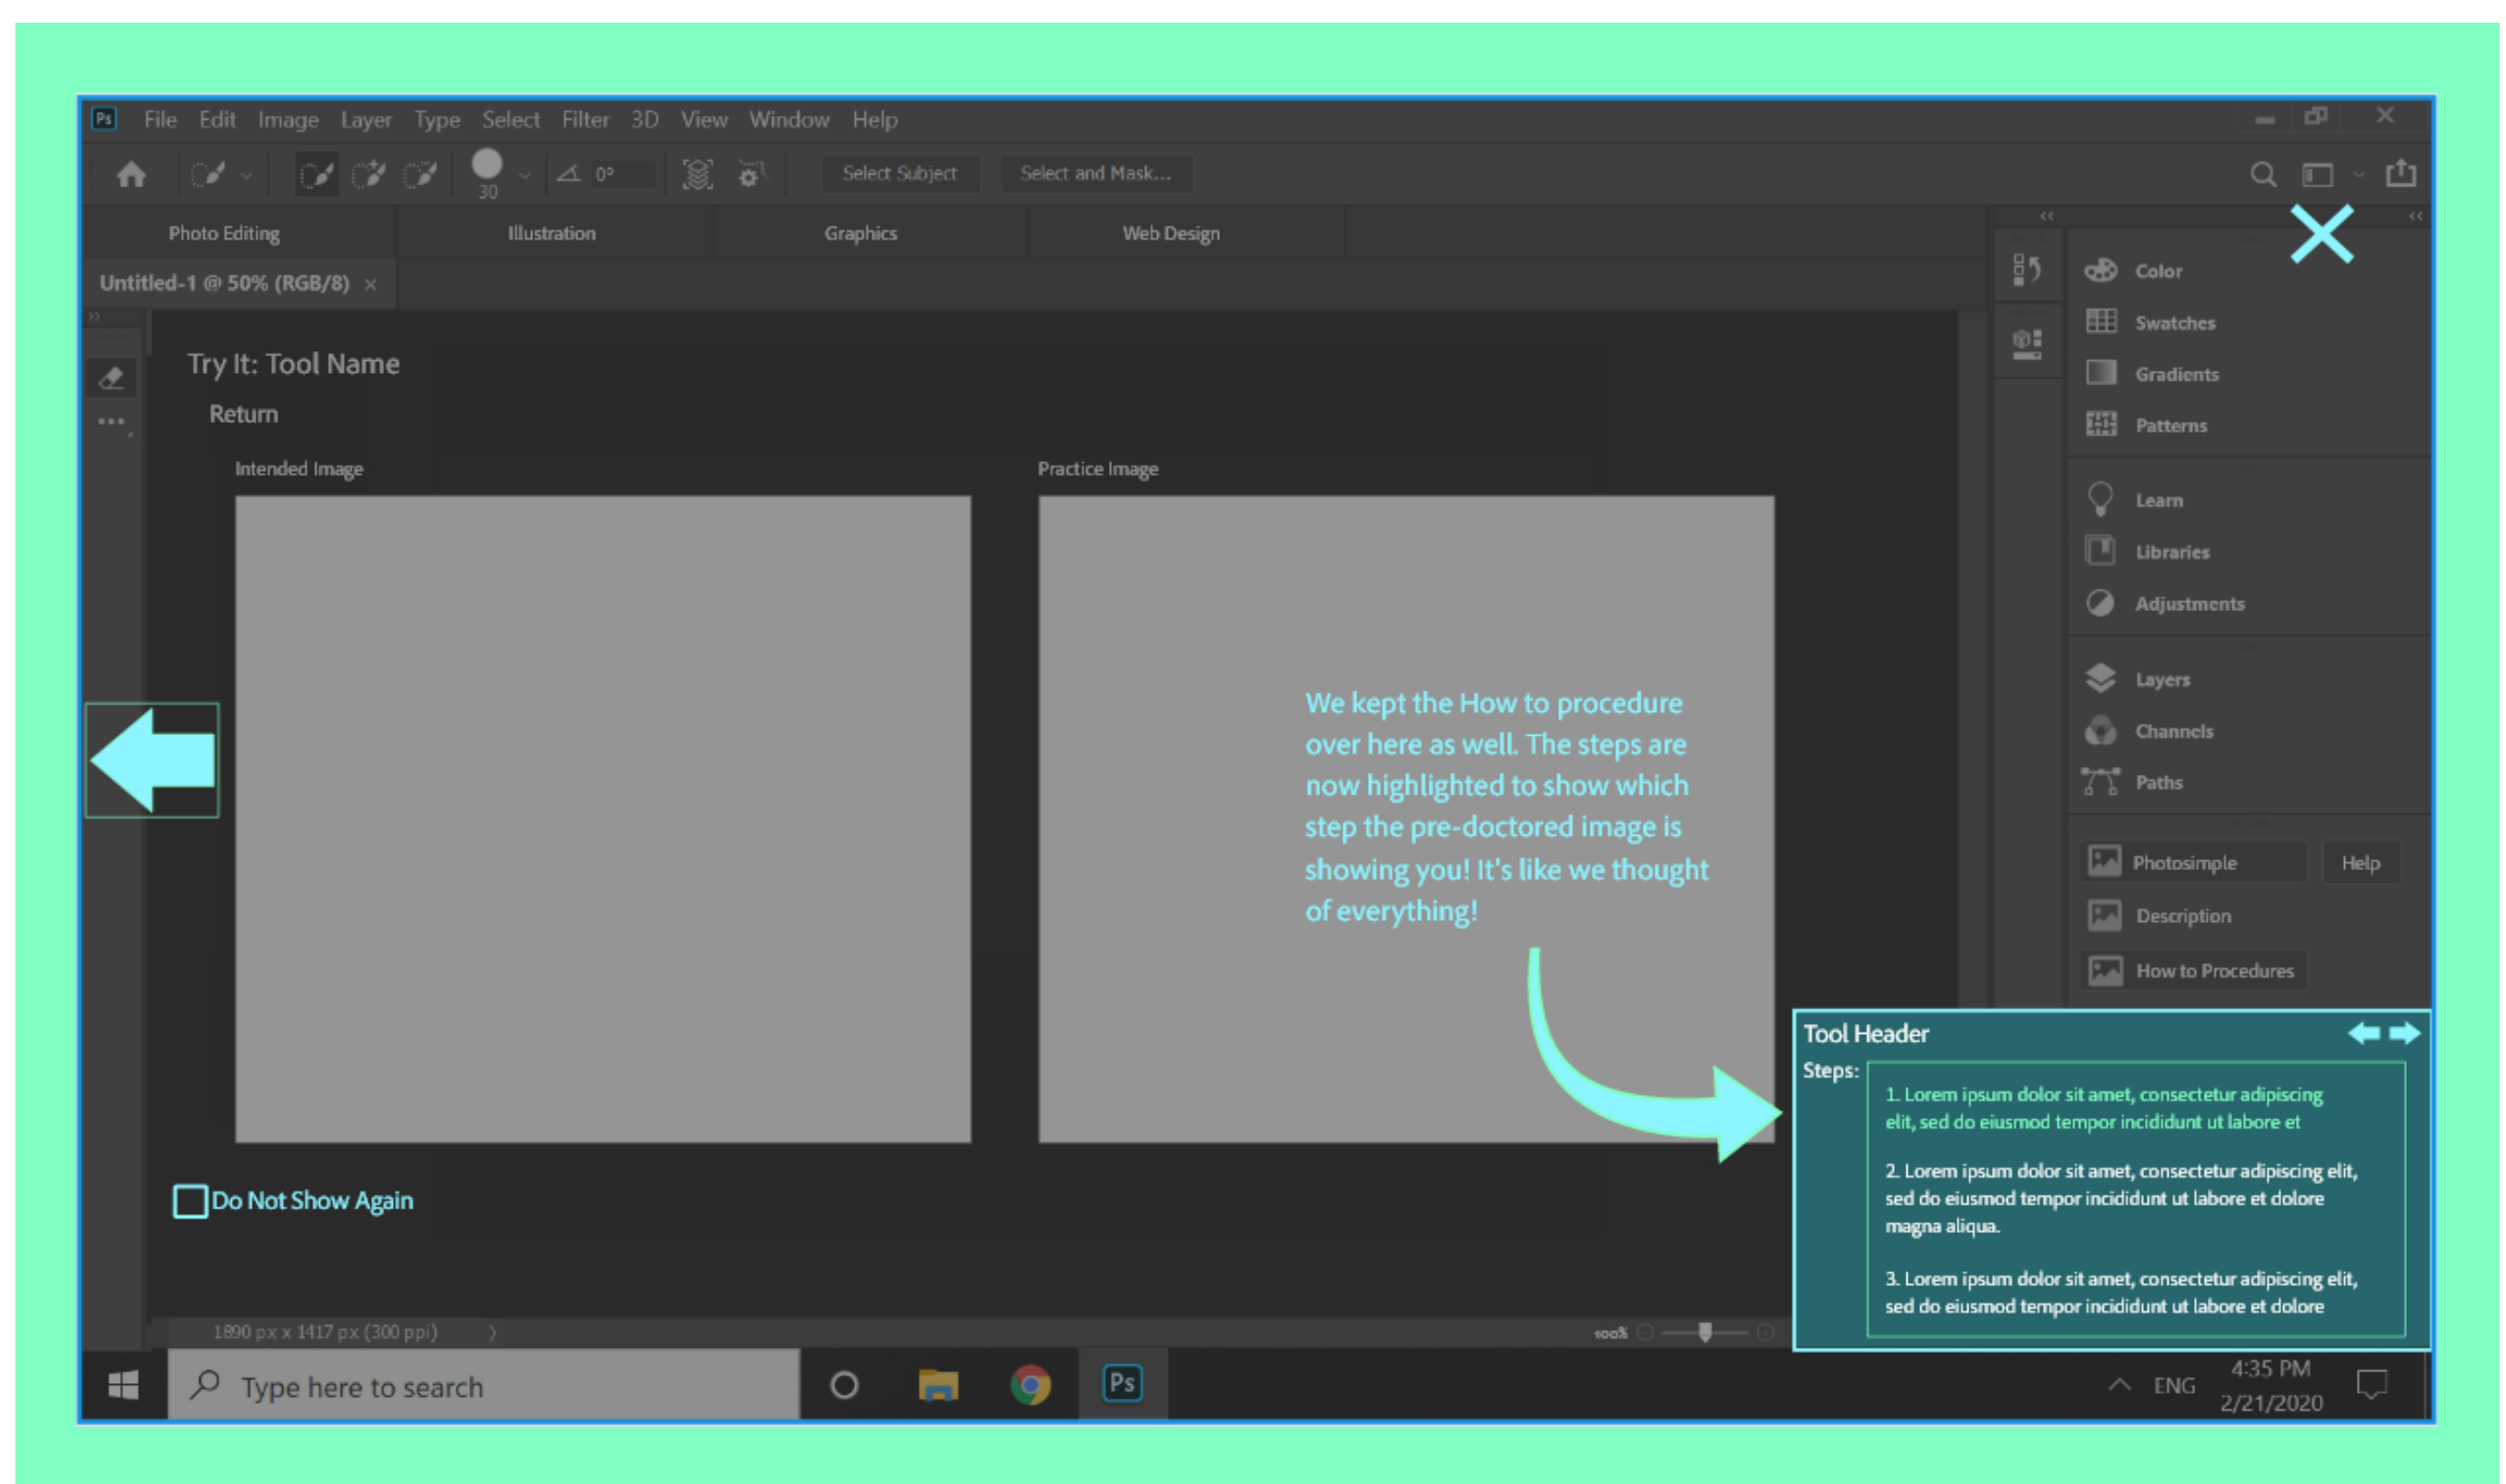 Ps File Edit Image Layer Type Select Filter 3D View Window Help
30 0° Select Subject Select and Mask...
Photo Editing Illustration Graphics Web Design
Untitled-1 @ 50% (RGB/8) ×
Try It: Tool Name
Return
Intended Image
Practice Image
We kept the How to procedure
over here as well. The steps are
now highlighted to show which
step the pre-doctored image is
showing you! It's like we thought
of everything!
Do Not Show Again
1890 px x 1417 px (300 ppi)
100%
Color
Swatches
Gradients
Patterns
Learn
Libraries
Adjustments
Layers
Channels
Paths
Photosimple Help
Description
How to Procedures
Tool Header
Steps:
1. Lorem ipsum dolor sit amet, consectetur adipiscing
elit, sed do eiusmod tempor incididunt ut labore et
2. Lorem ipsum dolor sit amet, consectetur adipiscing elit,
sed do eiusmod tempor incididunt ut labore et dolore
magna aliqua.
3. Lorem ipsum dolor sit amet, consectetur adipiscing elit,
sed do eiusmod tempor incididunt ut labore et dolore
Type here to search
Ps
ENG
4:35 PM
2/21/2020